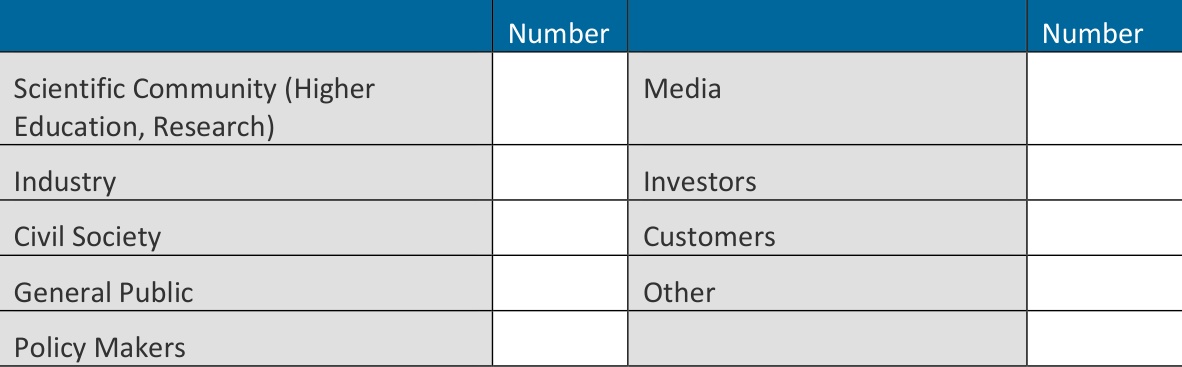 Number Number
Scientific Community (Higher
Education, Research)
Media
Industry Investors
Civil Society Customers
General Public Other
Policy Makers